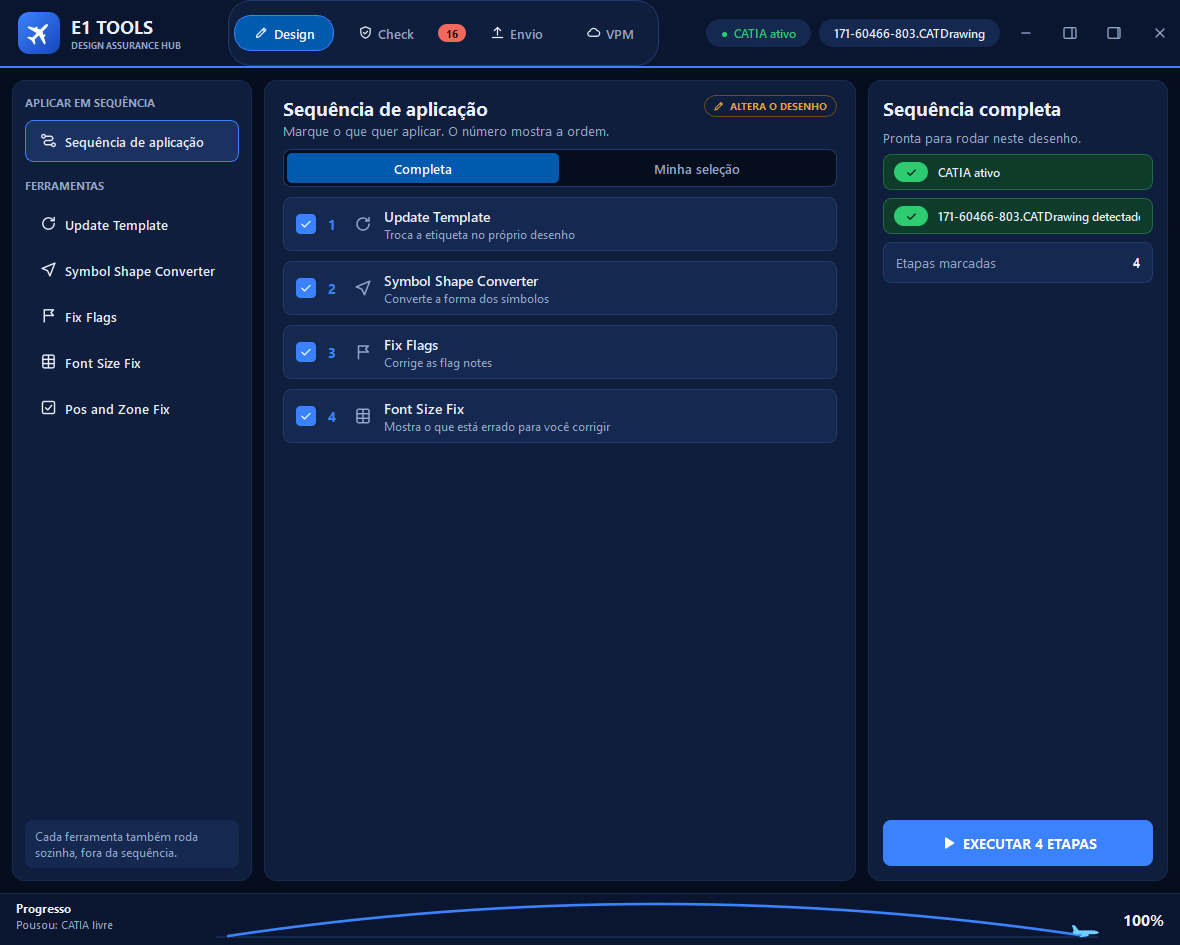 E1 TOOLS
DESIGN ASSURANCE HUB
Design
Check
16
Envio
VPM
CATIA ativo
171-60466-803.CATDrawing
APLICAR EM SEQUÊNCIA
Sequência de aplicação
FERRAMENTAS
Update Template
Symbol Shape Converter
Fix Flags
Font Size Fix
Pos and Zone Fix
Cada ferramenta também roda
sozinha, fora da sequência.
Sequência de aplicação
ALTERA O DESENHO
Marque o que quer aplicar. O número mostra a ordem.
Completa
Minha seleção
1
Update Template
Troca a etiqueta no próprio desenho
2
Symbol Shape Converter
Converte a forma dos símbolos
3
Fix Flags
Corrige as flag notes
4
Font Size Fix
Mostra o que está errado para você corrigir
Sequência completa
Pronta para rodar neste desenho.
CATIA ativo
171-60466-803.CATDrawing detectad
Etapas marcadas
4
EXECUTAR 4 ETAPAS
Progresso
Pousou: CATIA livre
100%